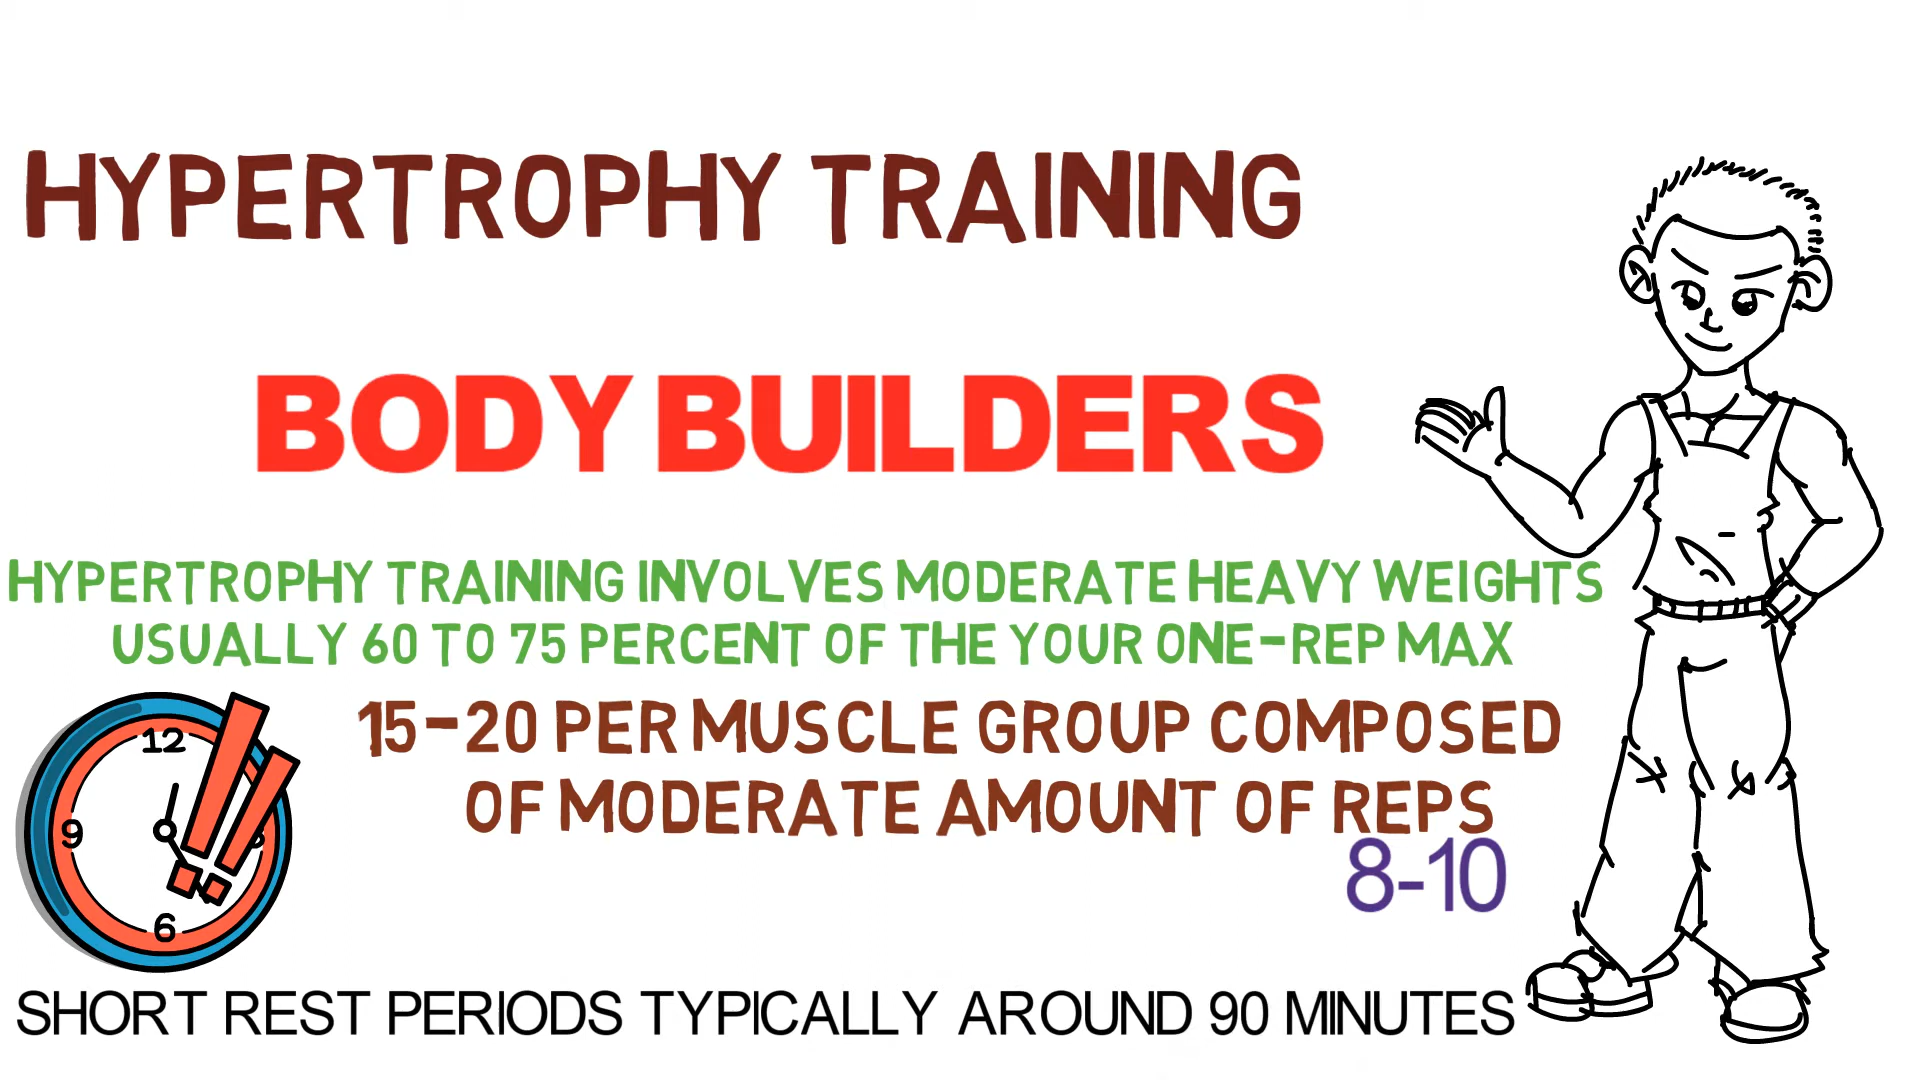 HYPERTROPHY TRAINING
BODY BUILDERS
HYPERTROPHY TRAINING INVOLVES MODERATE HEAVY WEIGHTS
USUALLY 60 TO 75 PERCENT OF THE YOUR ONE-REP MAX
15-20 PER MUSCLE GROUP COMPOSED
OF MODERATE AMOUNT OF REPS
8-10
12
9
6
SHORT REST PERIODS TYPICALLY AROUND 90 MINUTES